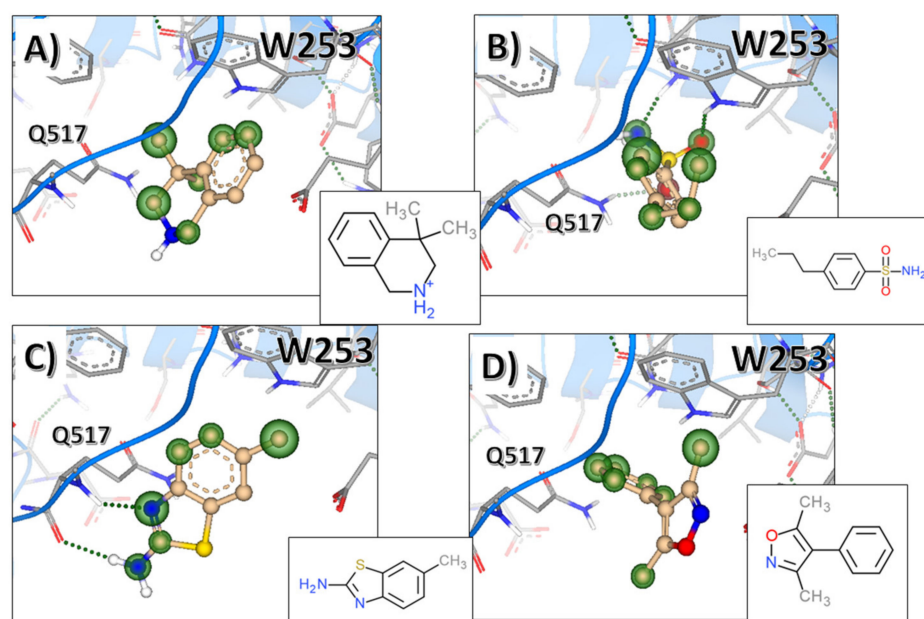 A)
W253
Q517
H₃C
CH₃
N⁺
H₂
B)
W253
Q517
H₃C
O
S
NH₂
O
C)
W253
Q517
H₂N
S
N
CH₃
D)
W253
Q517
CH₃
O
N
CH₃